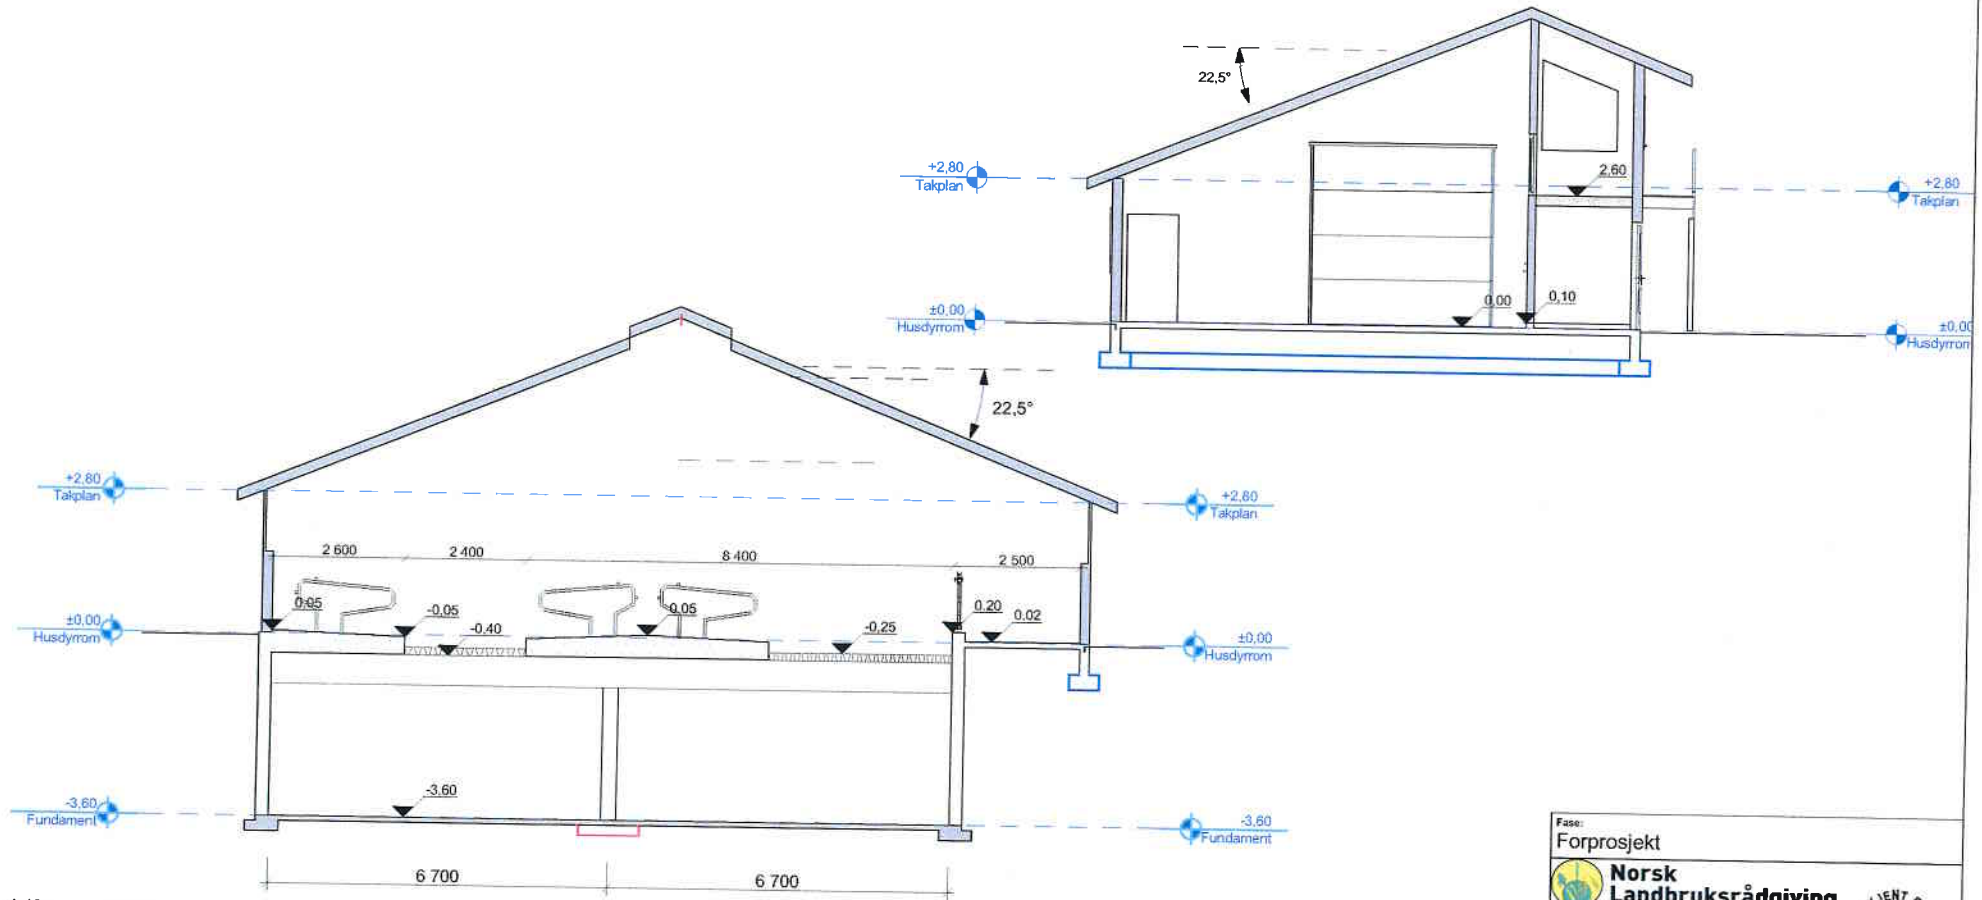 22,5°
+2,80
Takplan
2,60
+2,80
Takplan
±0,00
Husdyrrom
0,00
0,10
±0,00
Husdyrrom
22,5°
+2,80
Takplan
+2,80
Takplan
2 600
2 400
8 400
2 500
0,05
-0,05
-0,40
0,05
-0,25
0,20
0,02
±0,00
Husdyrrom
±0,00
Husdyrrom
-3,60
-3,60
Fundament
-3,60
Fundament
6 700
6 700
Fase:
Forprosjekt
Norsk
Landbruksrådgiving